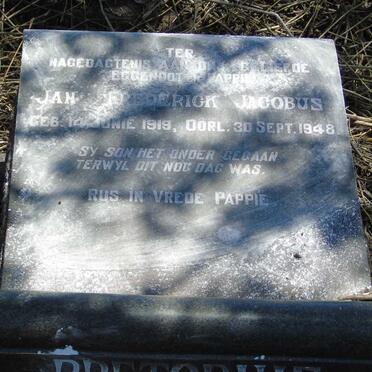 TER
NAGEDAGTENIS AAN ONS GELIEFDE
EGGENOOT & PAPPIE
JAN FREDERICK JACOBUS
GEB. 14 JUNIE 1919, OORL. 30 SEPT. 1948
SY SON HET ONDER GEGAAN
TERWYL DIT NOG DAG WAS.
RUS IN VREDE PAPPIE
PRETORIUS